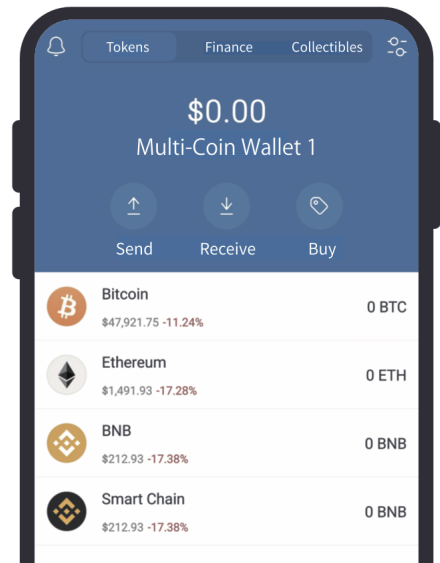 Tokens Finance Collectibles
$0.00
Multi-Coin Wallet 1
Send Receive Buy
Bitcoin
0 BTC
$47,921.75 -11.24%
Ethereum
0 ETH
$1,491.93 -17.28%
BNB
0 BNB
$212.93 -17.38%
Smart Chain
0 BNB
$212.93 -17.38%